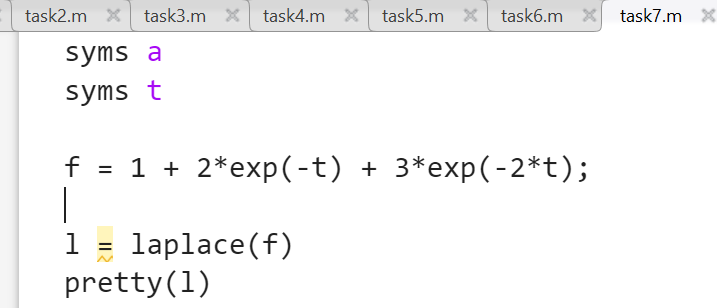 task2.m task3.m task4.m task5.m task6.m task7.m
syms a
syms t
f = 1 + 2*exp(-t) + 3*exp(-2*t);
l = laplace(f)
pretty(l)